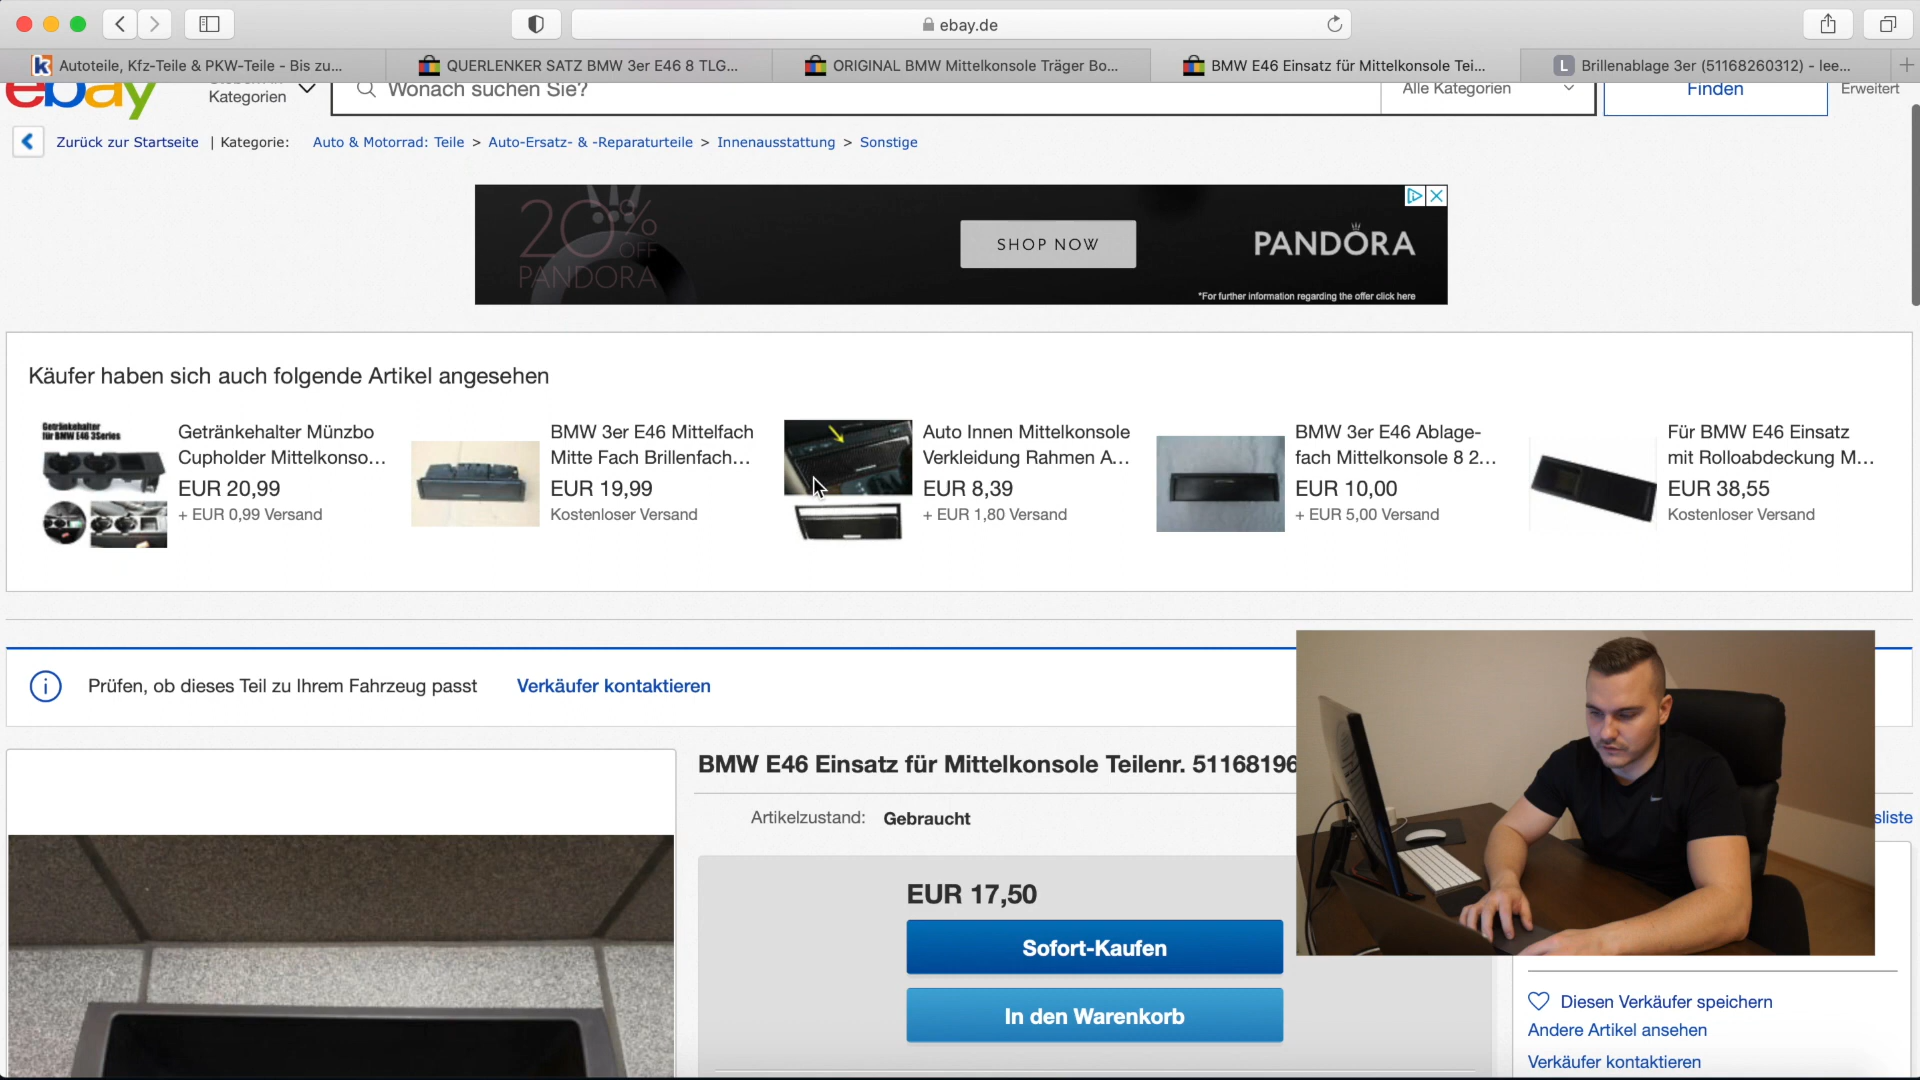 ebay.de
Autoteile, Kfz-Teile & PKW-Teile - Bis zu...
QUERLENKER SATZ BMW 3er E46 8 TLG...
ORIGINAL BMW Mittelkonsole Träger Bo...
BMW E46 Einsatz für Mittelkonsole Tei...
L
Brillenablage 3er (51168260312) - lee...
ebay
Kategorien
Wonach suchen Sie?
Alle Kategorien
Finden
Erweitert
Zurück zur Startseite | Kategorie: Auto & Motorrad: Teile > Auto-Ersatz- & -Reparaturteile > Innenausstattung > Sonstige
20%
OFF
PANDORA
SHOP NOW
PANDORA
*For further information regarding the offer click here
Käufer haben sich auch folgende Artikel angesehen
Getränkehalter
für BMW E46 3Series
Getränkehalter Münzbo
Cupholder Mittelkonso...
EUR 20,99
+ EUR 0,99 Versand
BMW 3er E46 Mittelfach
Mitte Fach Brillenfach...
EUR 19,99
Kostenloser Versand
Auto Innen Mittelkonsole
Verkleidung Rahmen A...
EUR 8,39
+ EUR 1,80 Versand
BMW 3er E46 Ablage-
fach Mittelkonsole 8 2...
EUR 10,00
+ EUR 5,00 Versand
Für BMW E46 Einsatz
mit Rolloabdeckung M...
EUR 38,55
Kostenloser Versand
Prüfen, ob dieses Teil zu Ihrem Fahrzeug passt
Verkäufer kontaktieren
BMW E46 Einsatz für Mittelkonsole Teilenr. 51168196
Artikelzustand: Gebraucht
sliste
EUR 17,50
Sofort-Kaufen
In den Warenkorb
Diesen Verkäufer speichern
Andere Artikel ansehen
Verkäufer kontaktieren